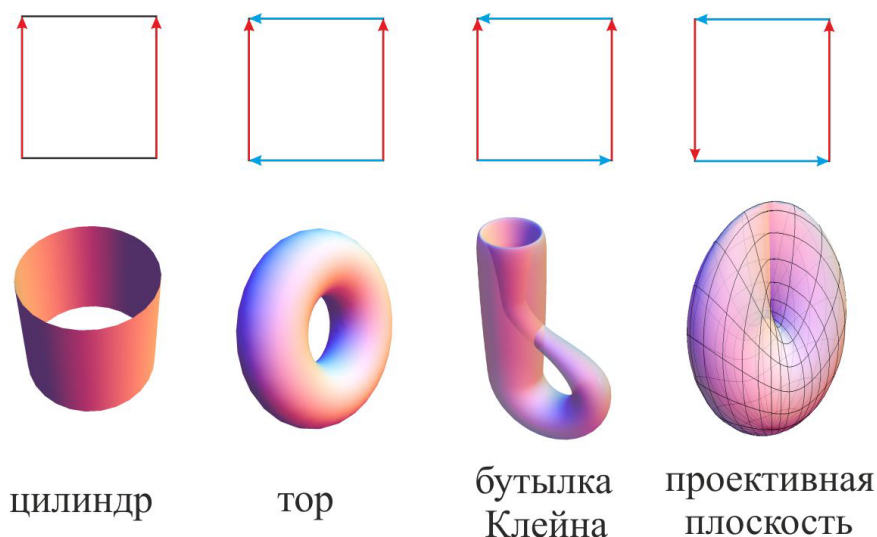 цилиндр
тор
бутылка
Клейна
проективная
плоскость